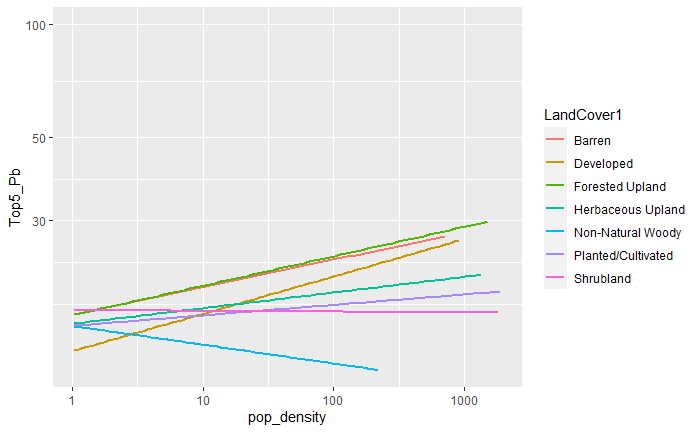 100
50
30
Top5_Pb
1
10
100
1000
pop_density
LandCover1
Barren
Developed
Forested Upland
Herbaceous Upland
Non-Natural Woody
Planted/Cultivated
Shrubland